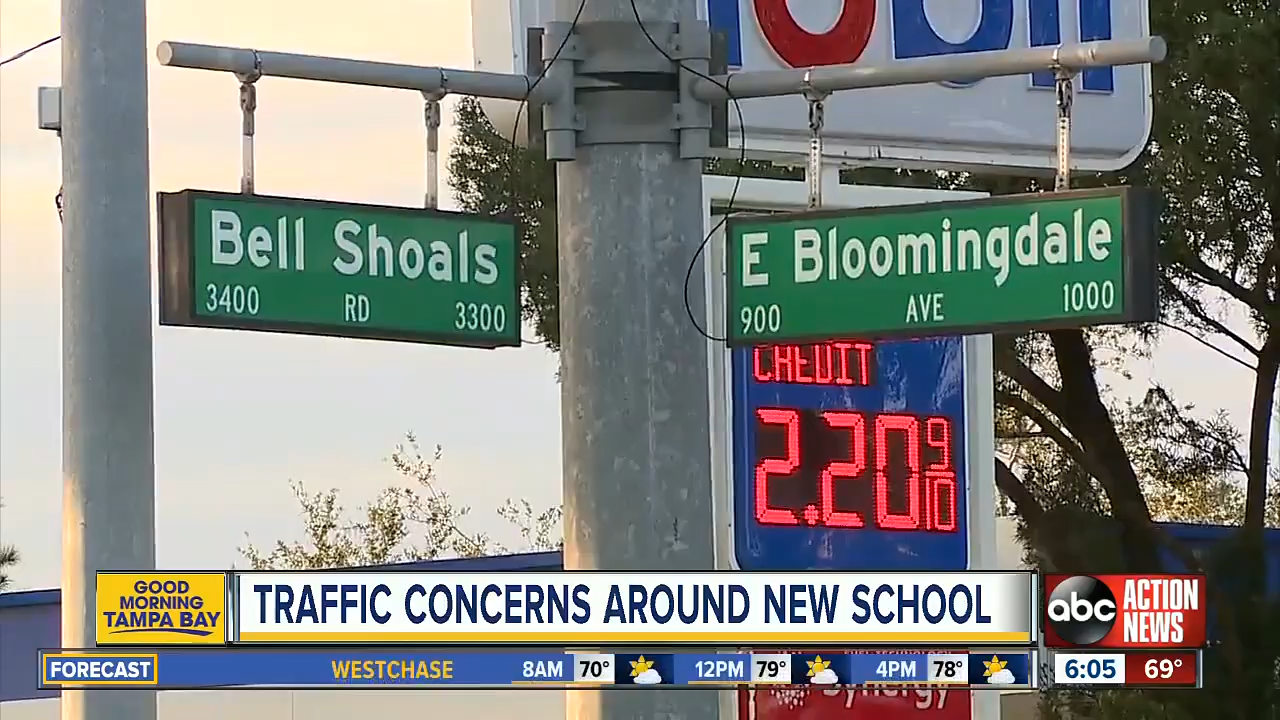 Bell Shoals
3400 RD 3300
E Bloomingdale
900 AVE 1000
CREDIT
2.20 9/10
GOOD
MORNING
TAMPA BAY
TRAFFIC CONCERNS AROUND NEW SCHOOL
abc ACTION
NEWS
FORECAST WESTCHASE 8AM 70° 12PM 79° 4PM 78° 6:05 69°
Synergy